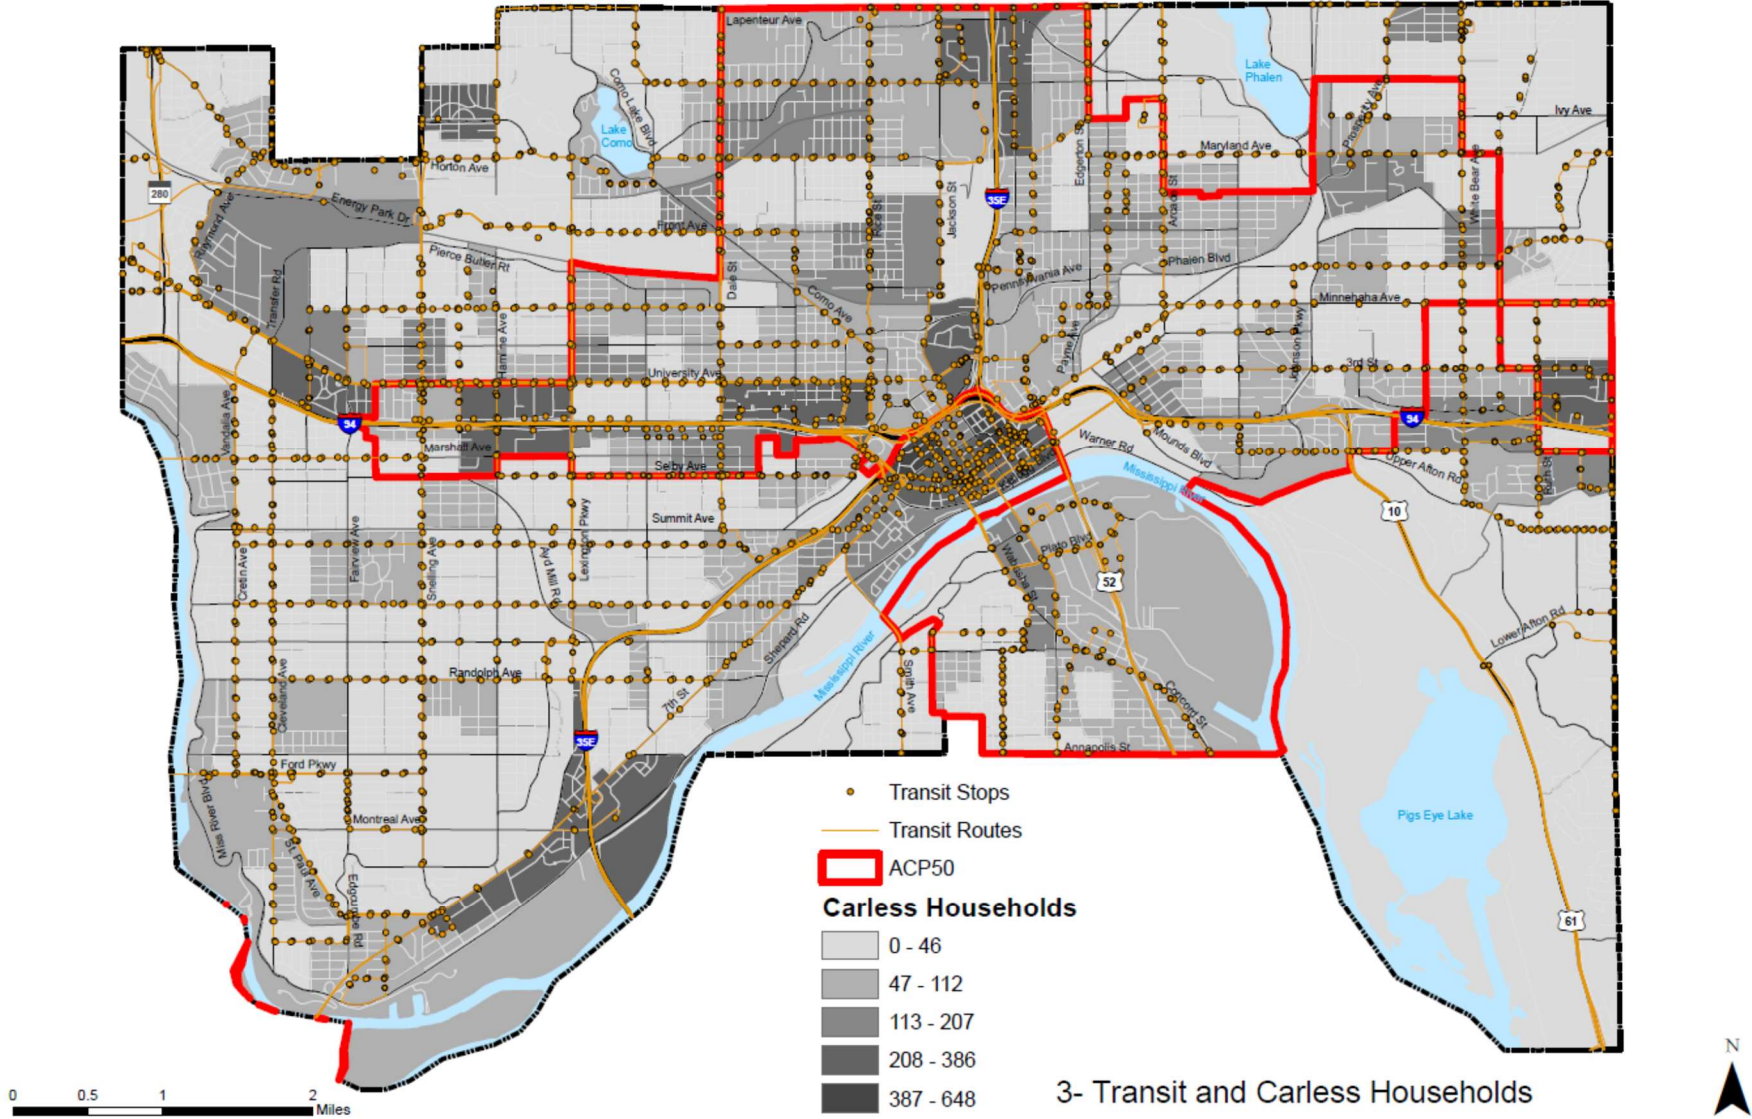 Lapenteur Ave
Lake
Phalen
Como Lake Blvd
Lake
Como
Ivy Ave
Prosperity Ave
Maryland Ave
Edgerton St
Horton Ave
280
Energy Park Dr
35E
Arcade St
White Bear Ave
Raymond Ave
Jackson St
Rice St
Front Ave
Pierce Butler Rt
Phalen Blvd
Dale St
Pennsylvania Ave
Transfer Rd
Como Ave
Minnehaha Ave
Hamline Ave
Payne Ave
Johnson Pkwy
3rd St
University Ave
94
94
Vandalia Ave
Marshall Ave
Warner Rd
Mounds Blvd
Selby Ave
Upper Afton Rd
Mississippi River
Ruth St
10
Summit Ave
Lexington Pkwy
Fairview Ave
Snelling Ave
Cretin Ave
Ayd Mill Rd
Plato Blvd
Wabasha St
52
Lower Afton Rd
Shepard Rd
Mississippi River
Randolph Ave
Smith Ave
Cleveland Ave
7th St
Concord St
35E
Annapolis St
Ford Pkwy
Miss River Blvd
Montreal Ave
Pigs Eye Lake
St. Paul Ave
Edgcumbe Rd
61
Transit Stops
Transit Routes
ACP50
Carless Households
0 - 46
47 - 112
113 - 207
208 - 386
387 - 648
3- Transit and Carless Households
N
0 0.5 1 2
Miles